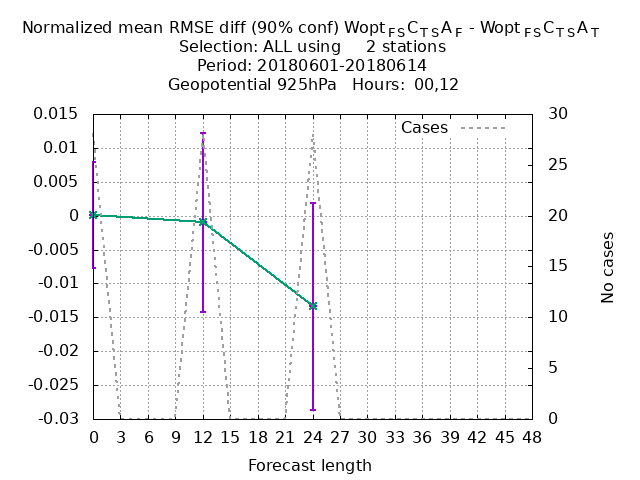 Normalized mean RMSE diff (90% conf) Wopt FS C TS A F - Wopt FS C TS A T
Selection: ALL using 2 stations
Period: 20180601-20180614
Geopotential 925hPa Hours: 00,12
Cases
0.015
0.01
0.005
0
-0.005
-0.01
-0.015
-0.02
-0.025
-0.03
30
25
20
15
10
5
0
No cases
0 3 6 9 12 15 18 21 24 27 30 33 36 39 42 45 48
Forecast length